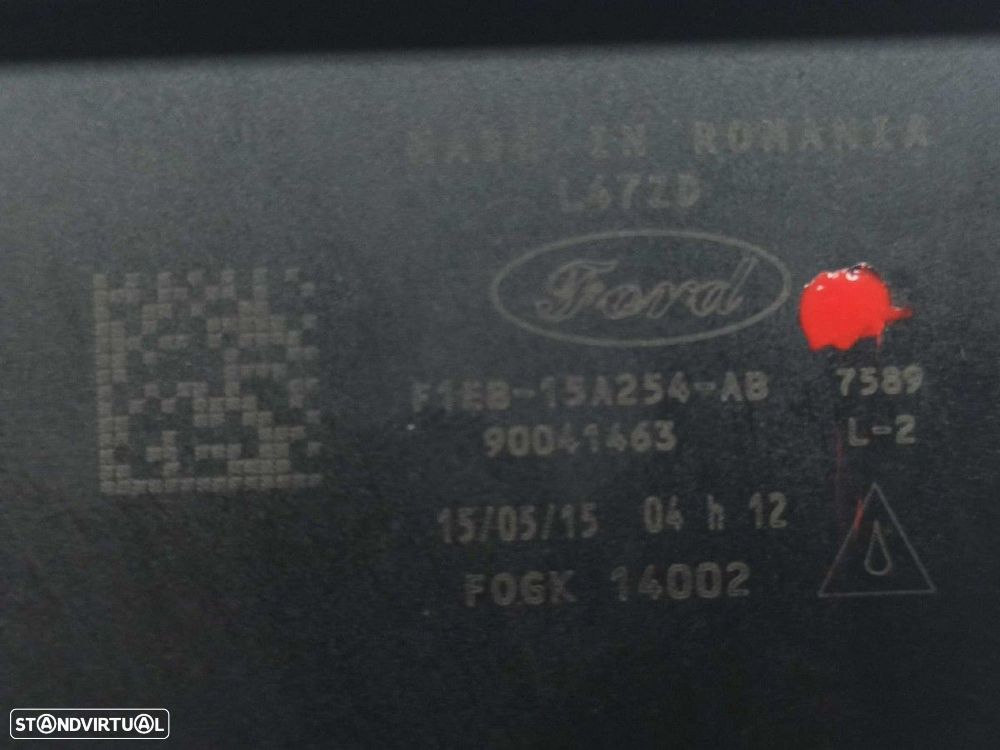 MADE IN ROMANIA
L47ZD
Ford
F1EB-15A254-AB 7589
90041463 L-2
15/05/15 04 h 12
FOGK 14002
STANDVIRTUAL